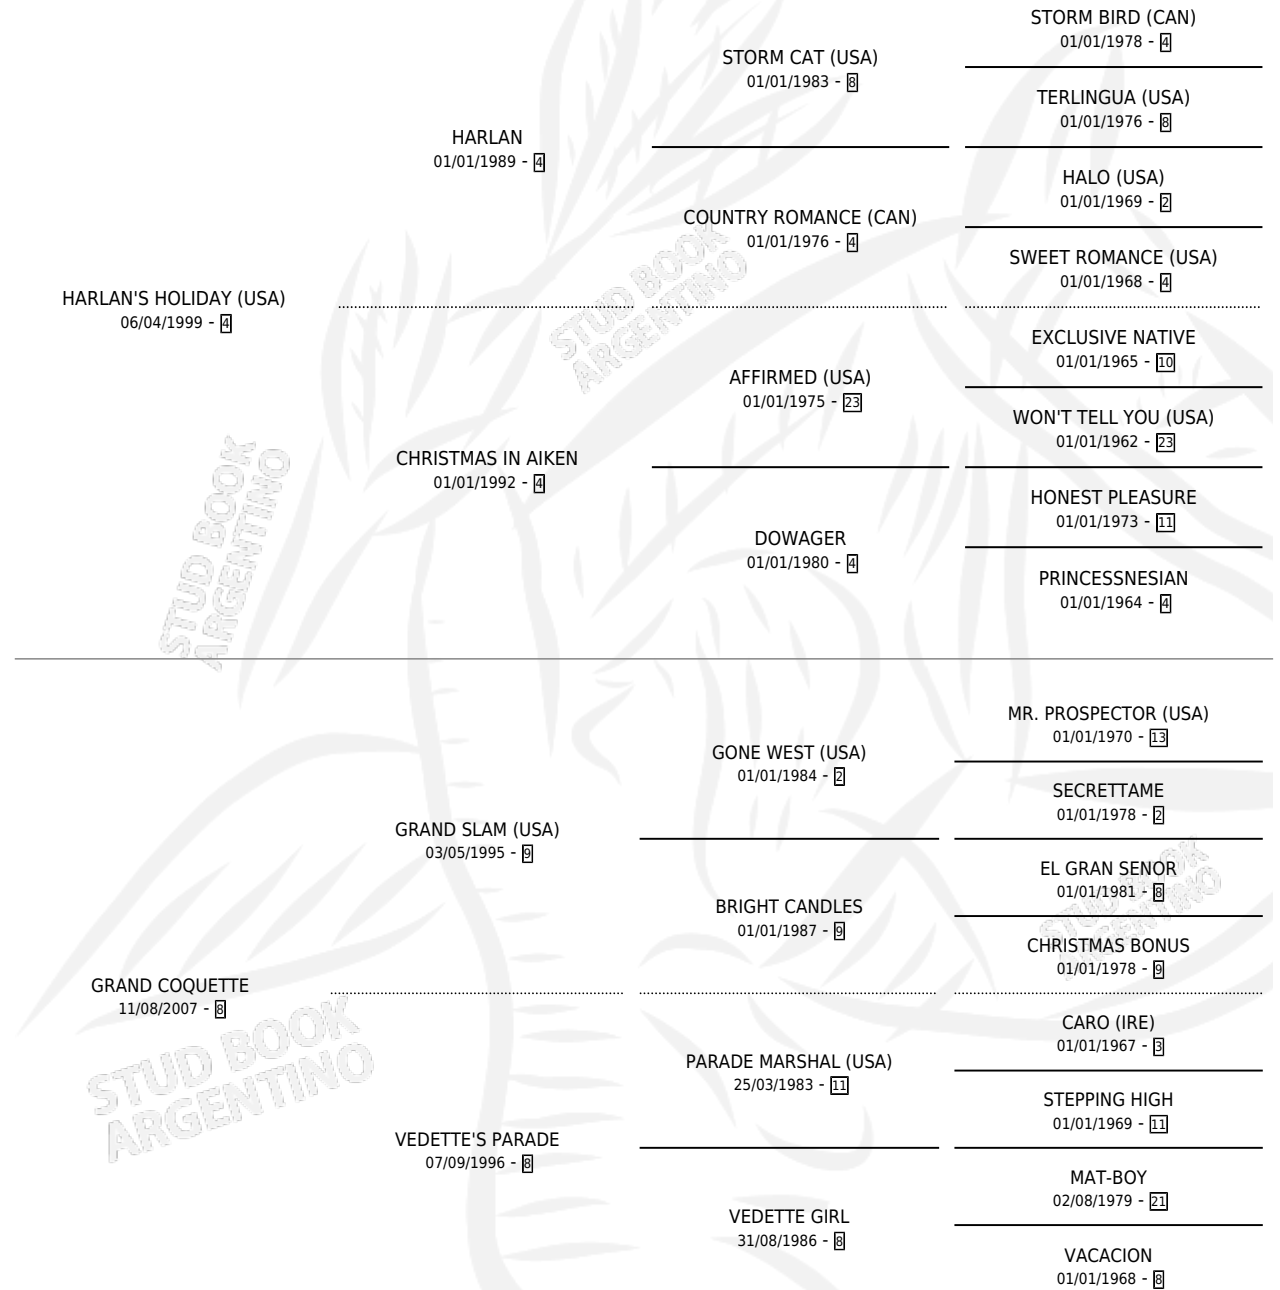 STORM BIRD (CAN)
01/01/1978 - 4
STORM CAT (USA)
01/01/1983 - 8
TERLINGUA (USA)
01/01/1976 - 8
HARLAN
01/01/1989 - 4
HALO (USA)
01/01/1969 - 2
COUNTRY ROMANCE (CAN)
01/01/1976 - 4
SWEET ROMANCE (USA)
01/01/1968 - 4
HARLAN'S HOLIDAY (USA)
06/04/1999 - 4
EXCLUSIVE NATIVE
01/01/1965 - 10
AFFIRMED (USA)
01/01/1975 - 23
WON'T TELL YOU (USA)
01/01/1962 - 23
CHRISTMAS IN AIKEN
01/01/1992 - 4
HONEST PLEASURE
01/01/1973 - 11
DOWAGER
01/01/1980 - 4
PRINCESSNESIAN
01/01/1964 - 4
MR. PROSPECTOR (USA)
01/01/1970 - 13
GONE WEST (USA)
01/01/1984 - 2
SECRETTAME
01/01/1978 - 2
GRAND SLAM (USA)
03/05/1995 - 9
EL GRAN SENOR
01/01/1981 - 8
BRIGHT CANDLES
01/01/1987 - 9
CHRISTMAS BONUS
01/01/1978 - 9
GRAND COQUETTE
11/08/2007 - 8
CARO (IRE)
01/01/1967 - 3
PARADE MARSHAL (USA)
25/03/1983 - 11
STEPPING HIGH
01/01/1969 - 11
VEDETTE'S PARADE
07/09/1996 - 8
MAT-BOY
02/08/1979 - 21
VEDETTE GIRL
31/08/1986 - 8
VACACION
01/01/1968 - 8
STUD BOOK
ARGENTINO
STUD BOOK
ARGENTINO
STUD BOOK
ARGENTINO
STUD BOOK
ARGENTINO